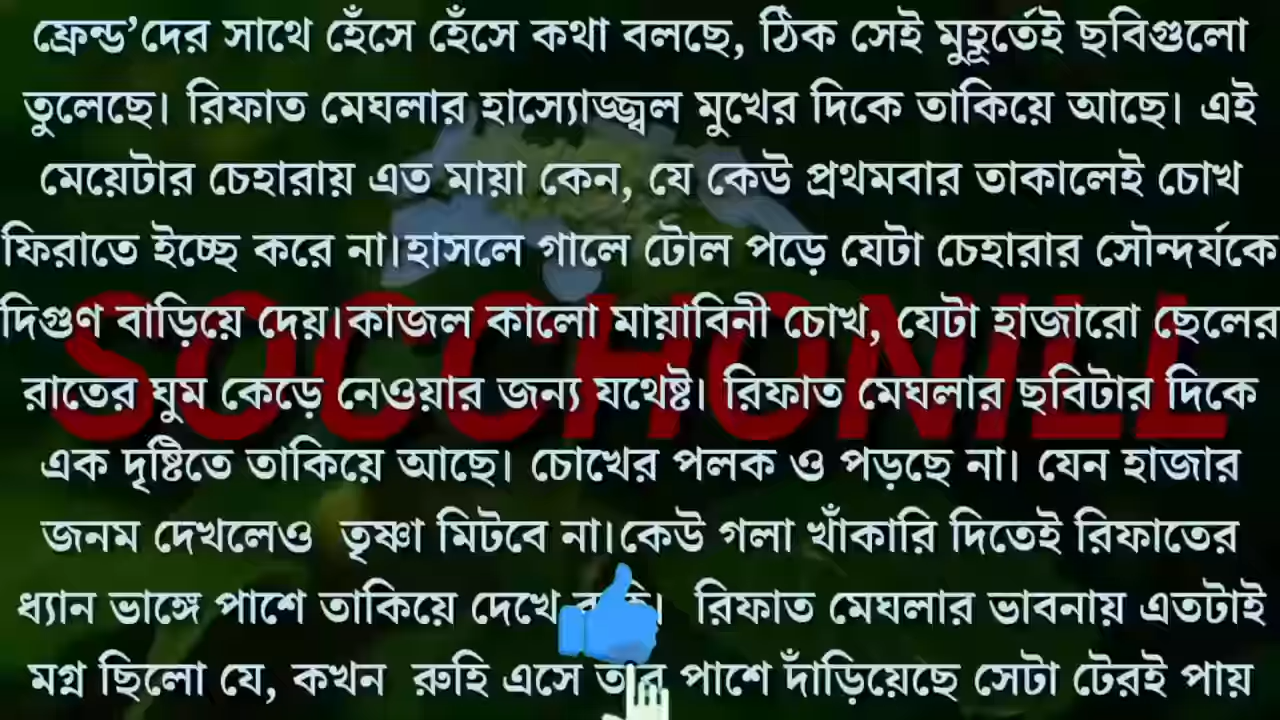 ফ্রেন্ড’দের সাথে হেঁসে হেঁসে কথা বলছে, ঠিক সেই মুহূর্তেই ছবিগুলো
তুলেছে। রিফাত মেঘলার হাস্যোজ্জ্বল মুখের দিকে তাকিয়ে আছে। এই
মেয়েটার চেহারায় এত মায়া কেন, যে কেউ প্রথমবার তাকালেই চোখ
ফিরাতে ইচ্ছে করে না।হাসলে গালে টোল পড়ে যেটা চেহারার সৌন্দর্যকে
দিগুণ বাড়িয়ে দেয়।কাজল কালো মায়াবিনী চোখ, যেটা হাজারো ছেলের
SOCCHONILL
রাতের ঘুম কেড়ে নেওয়ার জন্য যথেষ্ট। রিফাত মেঘলার ছবিটার দিকে
এক দৃষ্টিতে তাকিয়ে আছে। চোখের পলক ও পড়ছে না। যেন হাজার
জনম দেখলেও তৃষ্ণা মিটবে না।কেউ গলা খাঁকারি দিতেই রিফাতের
ধ্যান ভাঙ্গে পাশে তাকিয়ে দেখে । রিফাত মেঘলার ভাবনায় এতটাই
মগ্ন ছিলো যে, কখন রুহি এসে তার পাশে দাঁড়িয়েছে সেটা টেরই পায়